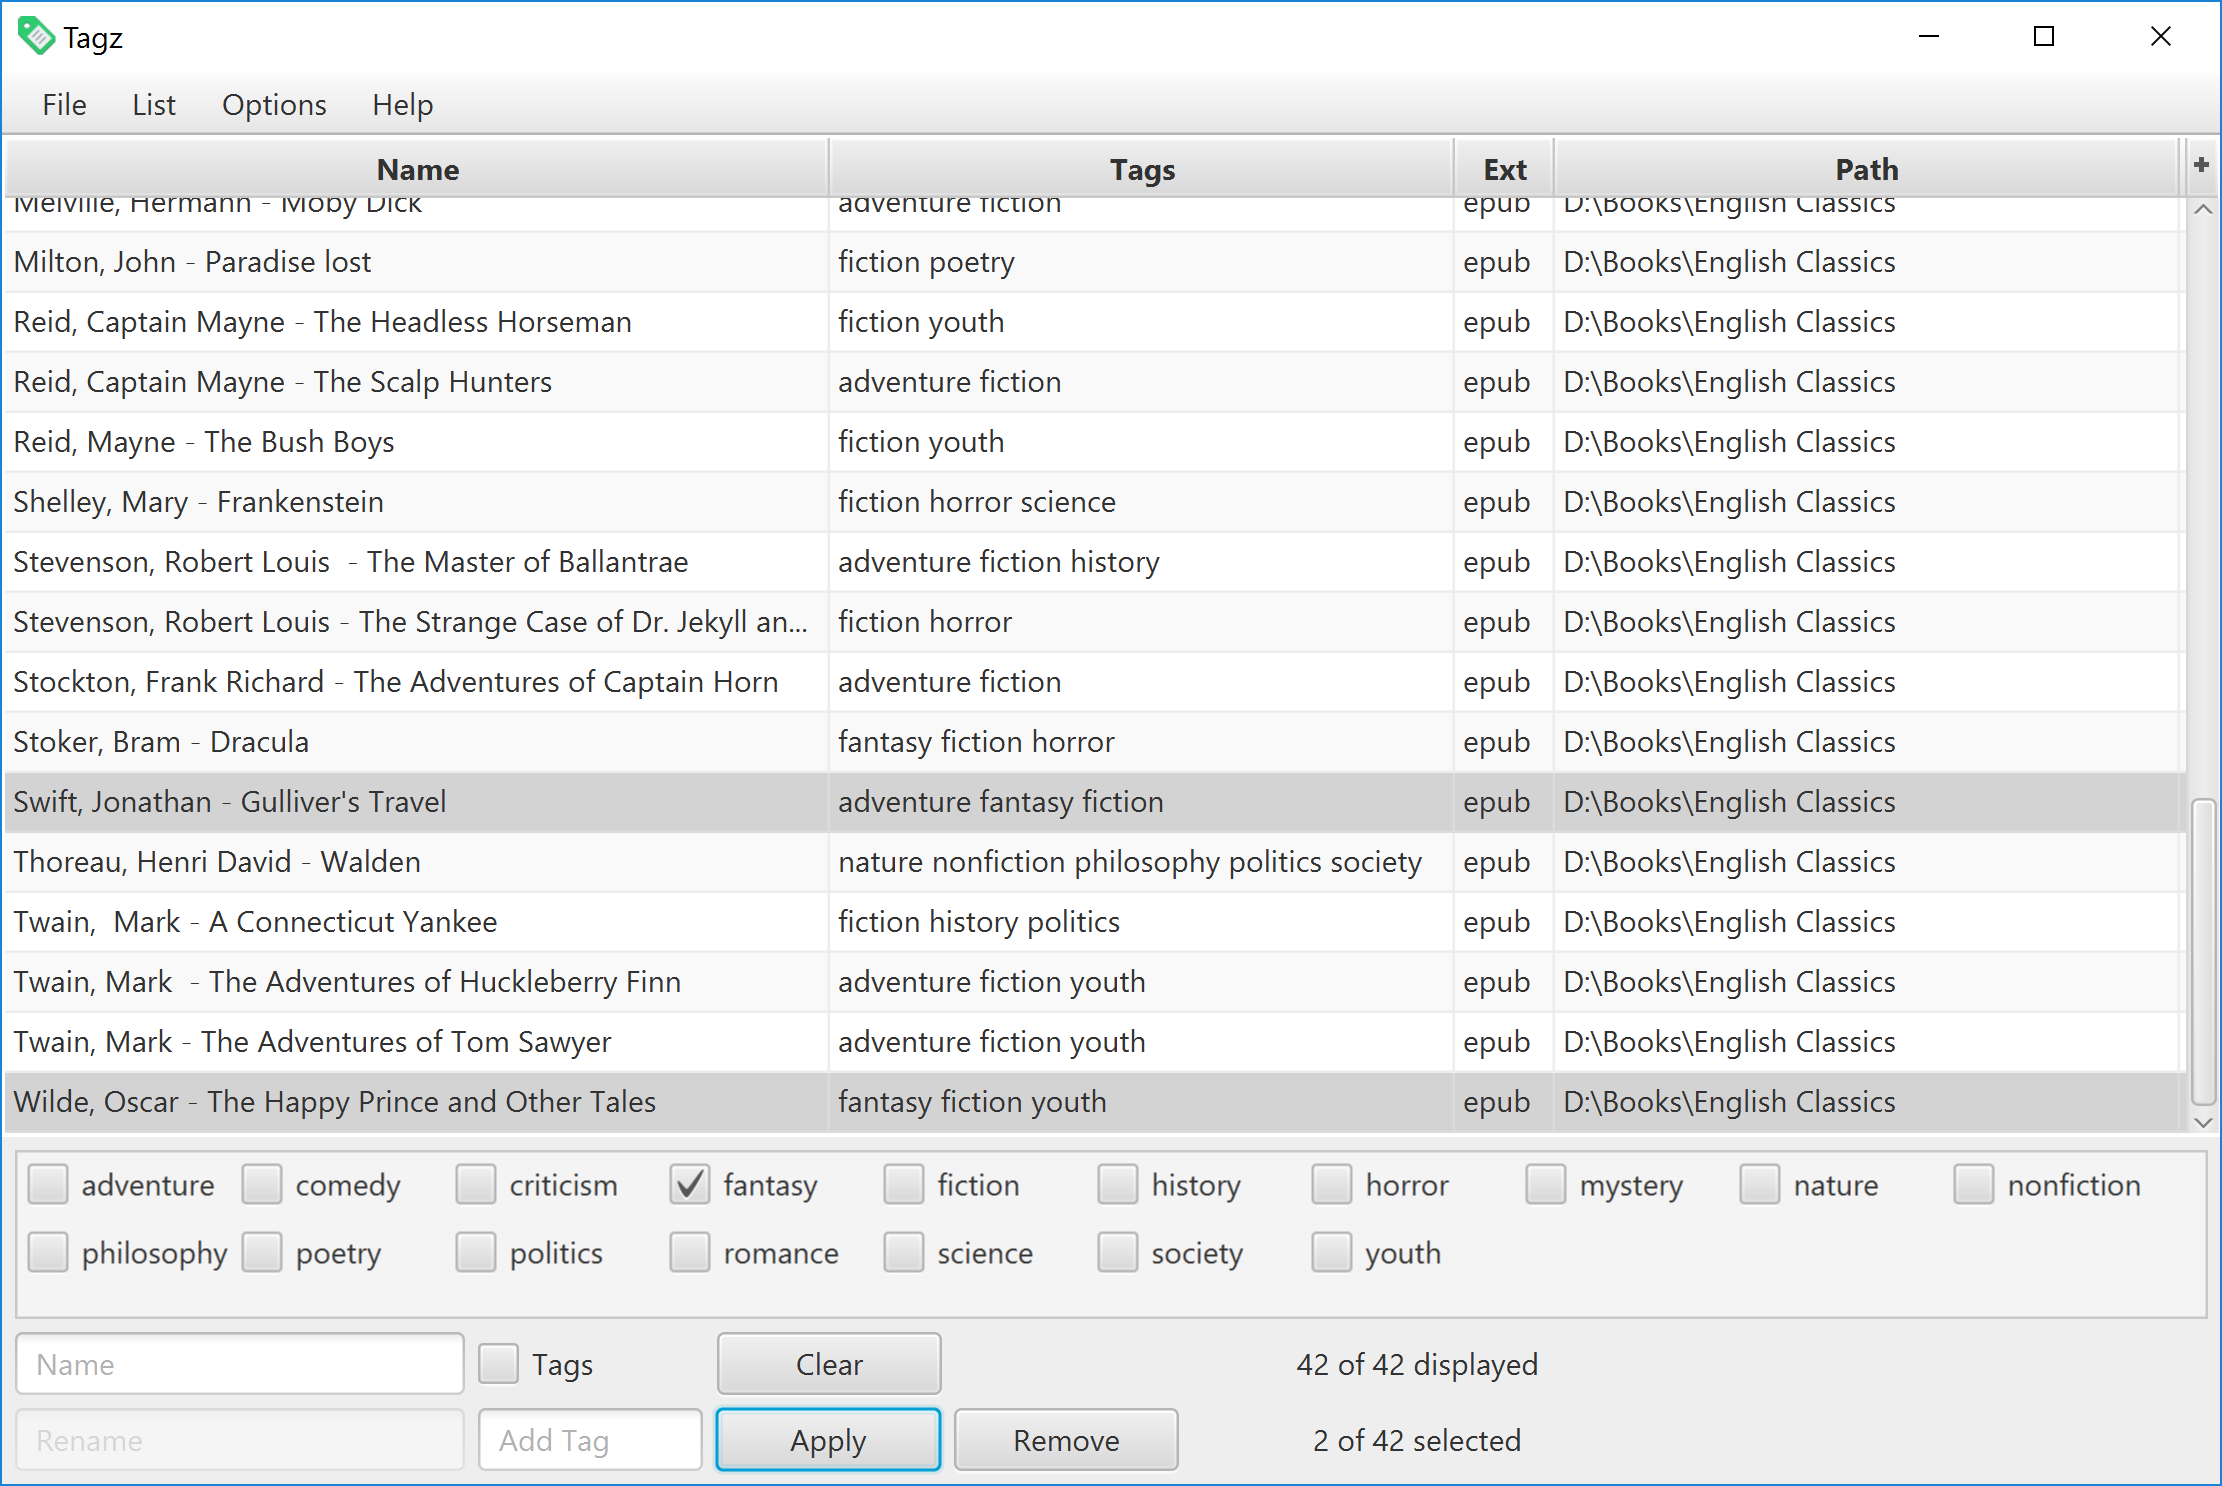 Tagz
File List Options Help
Name Tags Ext Path +
Melville, Hermann - Moby Dick adventure fiction epub D:\Books\English Classics
Milton, John - Paradise lost fiction poetry epub D:\Books\English Classics
Reid, Captain Mayne - The Headless Horseman fiction youth epub D:\Books\English Classics
Reid, Captain Mayne - The Scalp Hunters adventure fiction epub D:\Books\English Classics
Reid, Mayne - The Bush Boys fiction youth epub D:\Books\English Classics
Shelley, Mary - Frankenstein fiction horror science epub D:\Books\English Classics
Stevenson, Robert Louis  - The Master of Ballantrae adventure fiction history epub D:\Books\English Classics
Stevenson, Robert Louis - The Strange Case of Dr. Jekyll an... fiction horror epub D:\Books\English Classics
Stockton, Frank Richard - The Adventures of Captain Horn adventure fiction epub D:\Books\English Classics
Stoker, Bram - Dracula fantasy fiction horror epub D:\Books\English Classics
Swift, Jonathan - Gulliver's Travel adventure fantasy fiction epub D:\Books\English Classics
Thoreau, Henri David - Walden nature nonfiction philosophy politics society epub D:\Books\English Classics
Twain,  Mark - A Connecticut Yankee fiction history politics epub D:\Books\English Classics
Twain, Mark  - The Adventures of Huckleberry Finn adventure fiction youth epub D:\Books\English Classics
Twain, Mark - The Adventures of Tom Sawyer adventure fiction youth epub D:\Books\English Classics
Wilde, Oscar - The Happy Prince and Other Tales fantasy fiction youth epub D:\Books\English Classics
adventure comedy criticism fantasy fiction history horror mystery nature nonfiction
philosophy poetry politics romance science society youth
Name Tags Clear 42 of 42 displayed
Rename Add Tag Apply Remove 2 of 42 selected